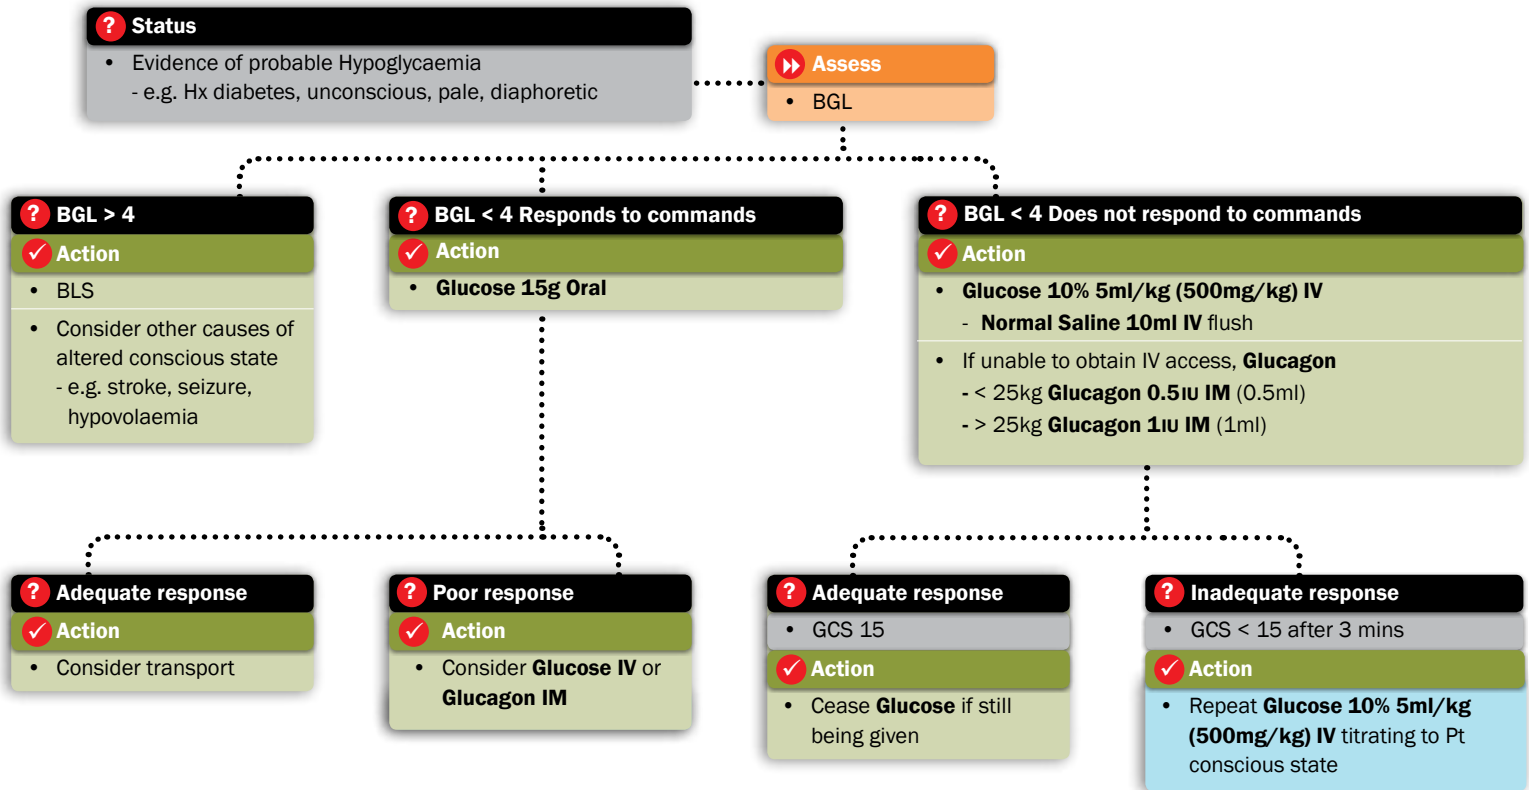 Status
• Evidence of probable Hypoglycaemia
- e.g. Hx diabetes, unconscious, pale, diaphoretic
Assess
• BGL
? BGL > 4
Action
• BLS
• Consider other causes of
altered conscious state
- e.g. stroke, seizure,
hypovolaemia
? BGL < 4 Responds to commands
Action
• Glucose 15g Oral
? BGL < 4 Does not respond to commands
Action
• Glucose 10% 5ml/kg (500mg/kg) IV
- Normal Saline 10ml IV flush
• If unable to obtain IV access, Glucagon
- < 25kg Glucagon 0.5IU IM (0.5ml)
- > 25kg Glucagon 1IU IM (1ml)
? Adequate response
Action
• Consider transport
? Poor response
Action
• Consider Glucose IV or
Glucagon IM
? Adequate response
• GCS 15
Action
• Cease Glucose if still
being given
? Inadequate response
• GCS < 15 after 3 mins
Action
• Repeat Glucose 10% 5ml/kg
(500mg/kg) IV titrating to Pt
conscious state